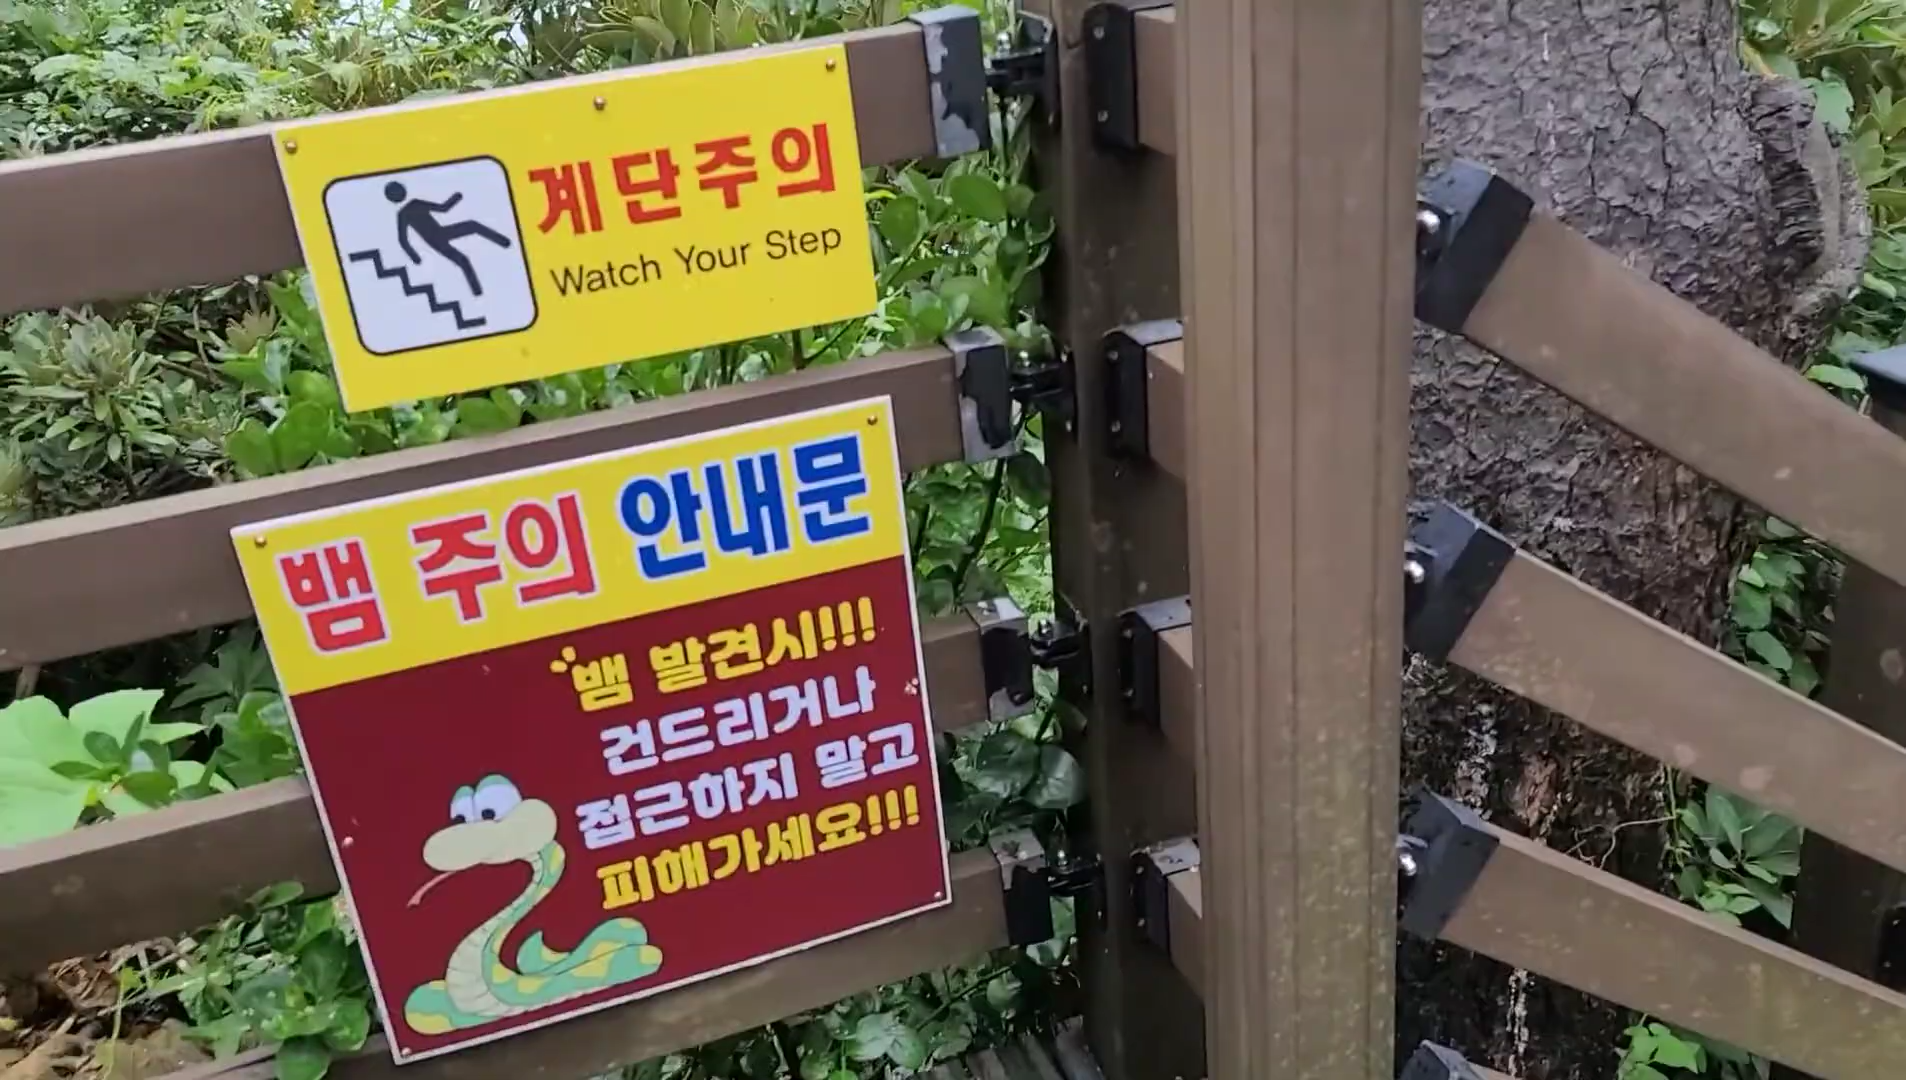 계단주의
Watch Your Step
뱀 주의 안내문
뱀 발견시!!!
건드리거나
접근하지 말고
피해가세요!!!